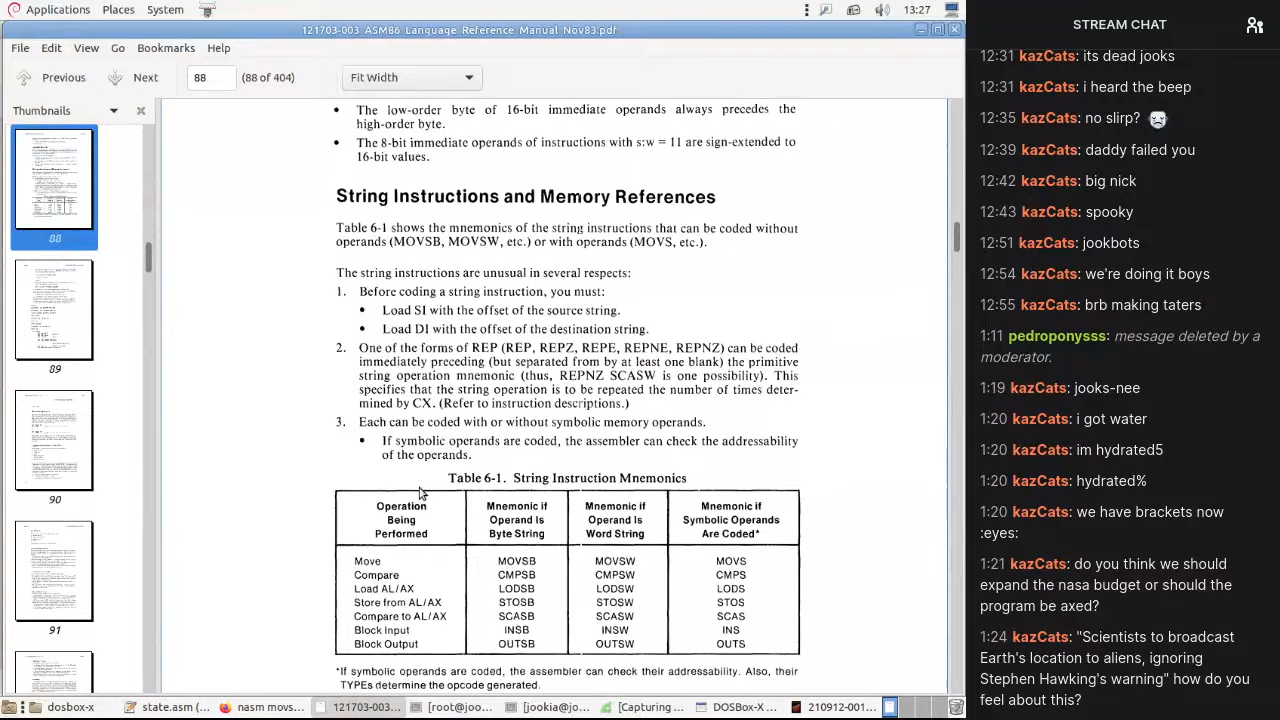 Applications Places System 13:27
121703-003_ASM86_Language_Reference_Manual_Nov83.pdf
File Edit View Go Bookmarks Help
Previous Next 88 (88 of 404) Fit Width
Thumbnails
88
89
90
91
• The low-order byte of 16-bit immediate operands always precedes the
high-order byte.
• The 8-bit immediate operands of instructions with s:w = 11 are sign-extended to
16-bit values.
String Instructions and Memory References
Table 6-1 shows the mnemonics of the string instructions that can be coded without
operands (MOVSB, MOVSW, etc.) or with operands (MOVS, etc.).
The string instructions are unusual in several respects:
1. Before coding a string instruction, you must:
• Load SI with the offset of the source string.
• Load DI with the offset of the destination string.
2. One of the forms of REP (REP, REPZ, REPE, REPNE, REPNZ) can be coded
immediately preceding (but separated from by at least one blank) the primitive
string operation mnemonic (thus, REPNZ SCASW is one possibility). This
specifies that the string operation is to be repeated the number of times deter-
mined by CX. (Refer to instruction descriptions.)
3. Each can be coded with or without symbolic memory operands.
• If symbolic operands are coded, the assembler can check the addressability
of the operands.
Table 6-1. String Instruction Mnemonics
Operation Being Performed Mnemonic if Operand Is Byte String Mnemonic if Operand Is Word String Mnemonic if Symbolic Operands Are Coded*
Move MOVSB MOVSW MOVS
Compare CMPSB CMPSW CMPS
Load AL/AX LODSB LODSW LODS
Store from AL/AX STOSB STOSW STOS
Compare to AL/AX SCASB SCASW SCAS
Block Input INSB INSW INS
Block Output OUTSB OUTSW OUTS
*If symbolic operands are coded, the assembler can check their addressability. Also, their
TYPEs determine the opcode generated.
dosbox-x state.asm (... nasm movs... 121703-003... [root@joo... [jookia@j... [Capturing ... DOSBox-X ... 210912-001...
STREAM CHAT
12:31 kazCats: its dead jooks
12:31 kazCats: i heard the beep
12:35 kazCats: no slirp?
12:39 kazCats: daddy failed you
12:42 kazCats: big nick
12:43 kazCats: spooky
12:51 kazCats: jookbots
12:54 kazCats: we're doing it boys
12:55 kazCats: brb making taters
1:11 pedroponysss: message deleted by a
moderator.
1:19 kazCats: jooks-nee
1:20 kazCats: i got water
1:20 kazCats: im hydrated5
1:20 kazCats: hydrated%
1:20 kazCats: we have brackets now
:eyes:
1:21 kazCats: do you think we should
expand the nasa budget or should the
program be axed?
1:24 kazCats: "Scientists to broadcast
Earth's location to aliens, ignoring
Stephen Hawking's warning" how do you
feel about this?